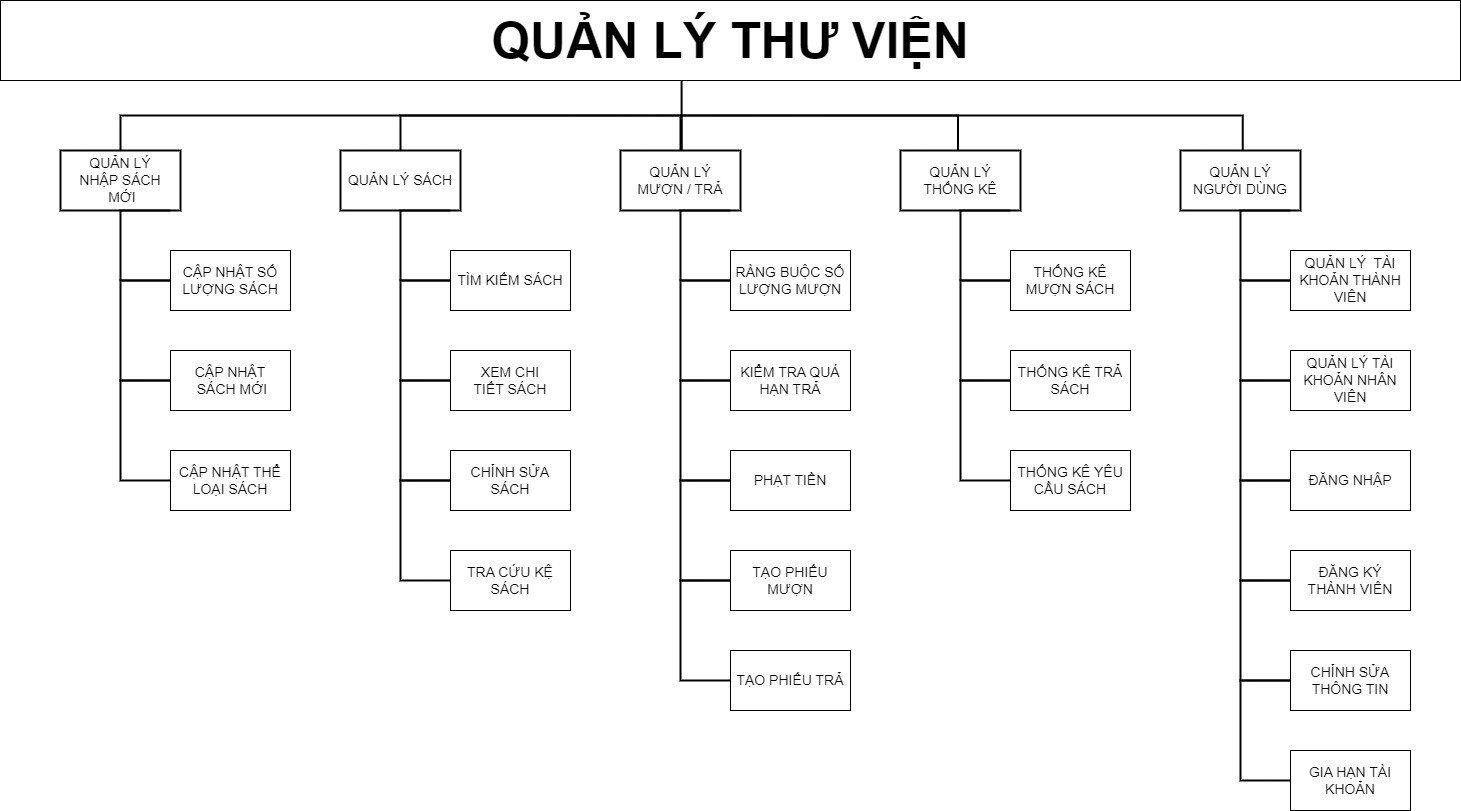 QUẢN LÝ THƯ VIỆN
QUẢN LÝ
NHẬP SÁCH
MỚI
QUẢN LÝ SÁCH
QUẢN LÝ
MƯỢN / TRẢ
QUẢN LÝ
THỐNG KÊ
QUẢN LÝ
NGƯỜI DÙNG
CẬP NHẬT SỐ
LƯỢNG SÁCH
CẬP NHẬT
SÁCH MỚI
CẬP NHẬT THỂ
LOẠI SÁCH
TÌM KIẾM SÁCH
XEM CHI
TIẾT SÁCH
CHỈNH SỬA
SÁCH
TRA CỨU KỆ
SÁCH
RÀNG BUỘC SỐ
LƯỢNG MƯỢN
KIỂM TRA QUÁ
HẠN TRẢ
PHẠT TIỀN
TẠO PHIẾU
MƯỢN
TẠO PHIẾU TRẢ
THỐNG KÊ
MƯỢN SÁCH
THỐNG KÊ TRẢ
SÁCH
THỐNG KÊ YÊU
CẦU SÁCH
QUẢN LÝ TÀI
KHOẢN THÀNH
VIÊN
QUẢN LÝ TÀI
KHOẢN NHÂN
VIÊN
ĐĂNG NHẬP
ĐĂNG KÝ
THÀNH VIÊN
CHỈNH SỬA
THÔNG TIN
GIA HẠN TÀI
KHOẢN